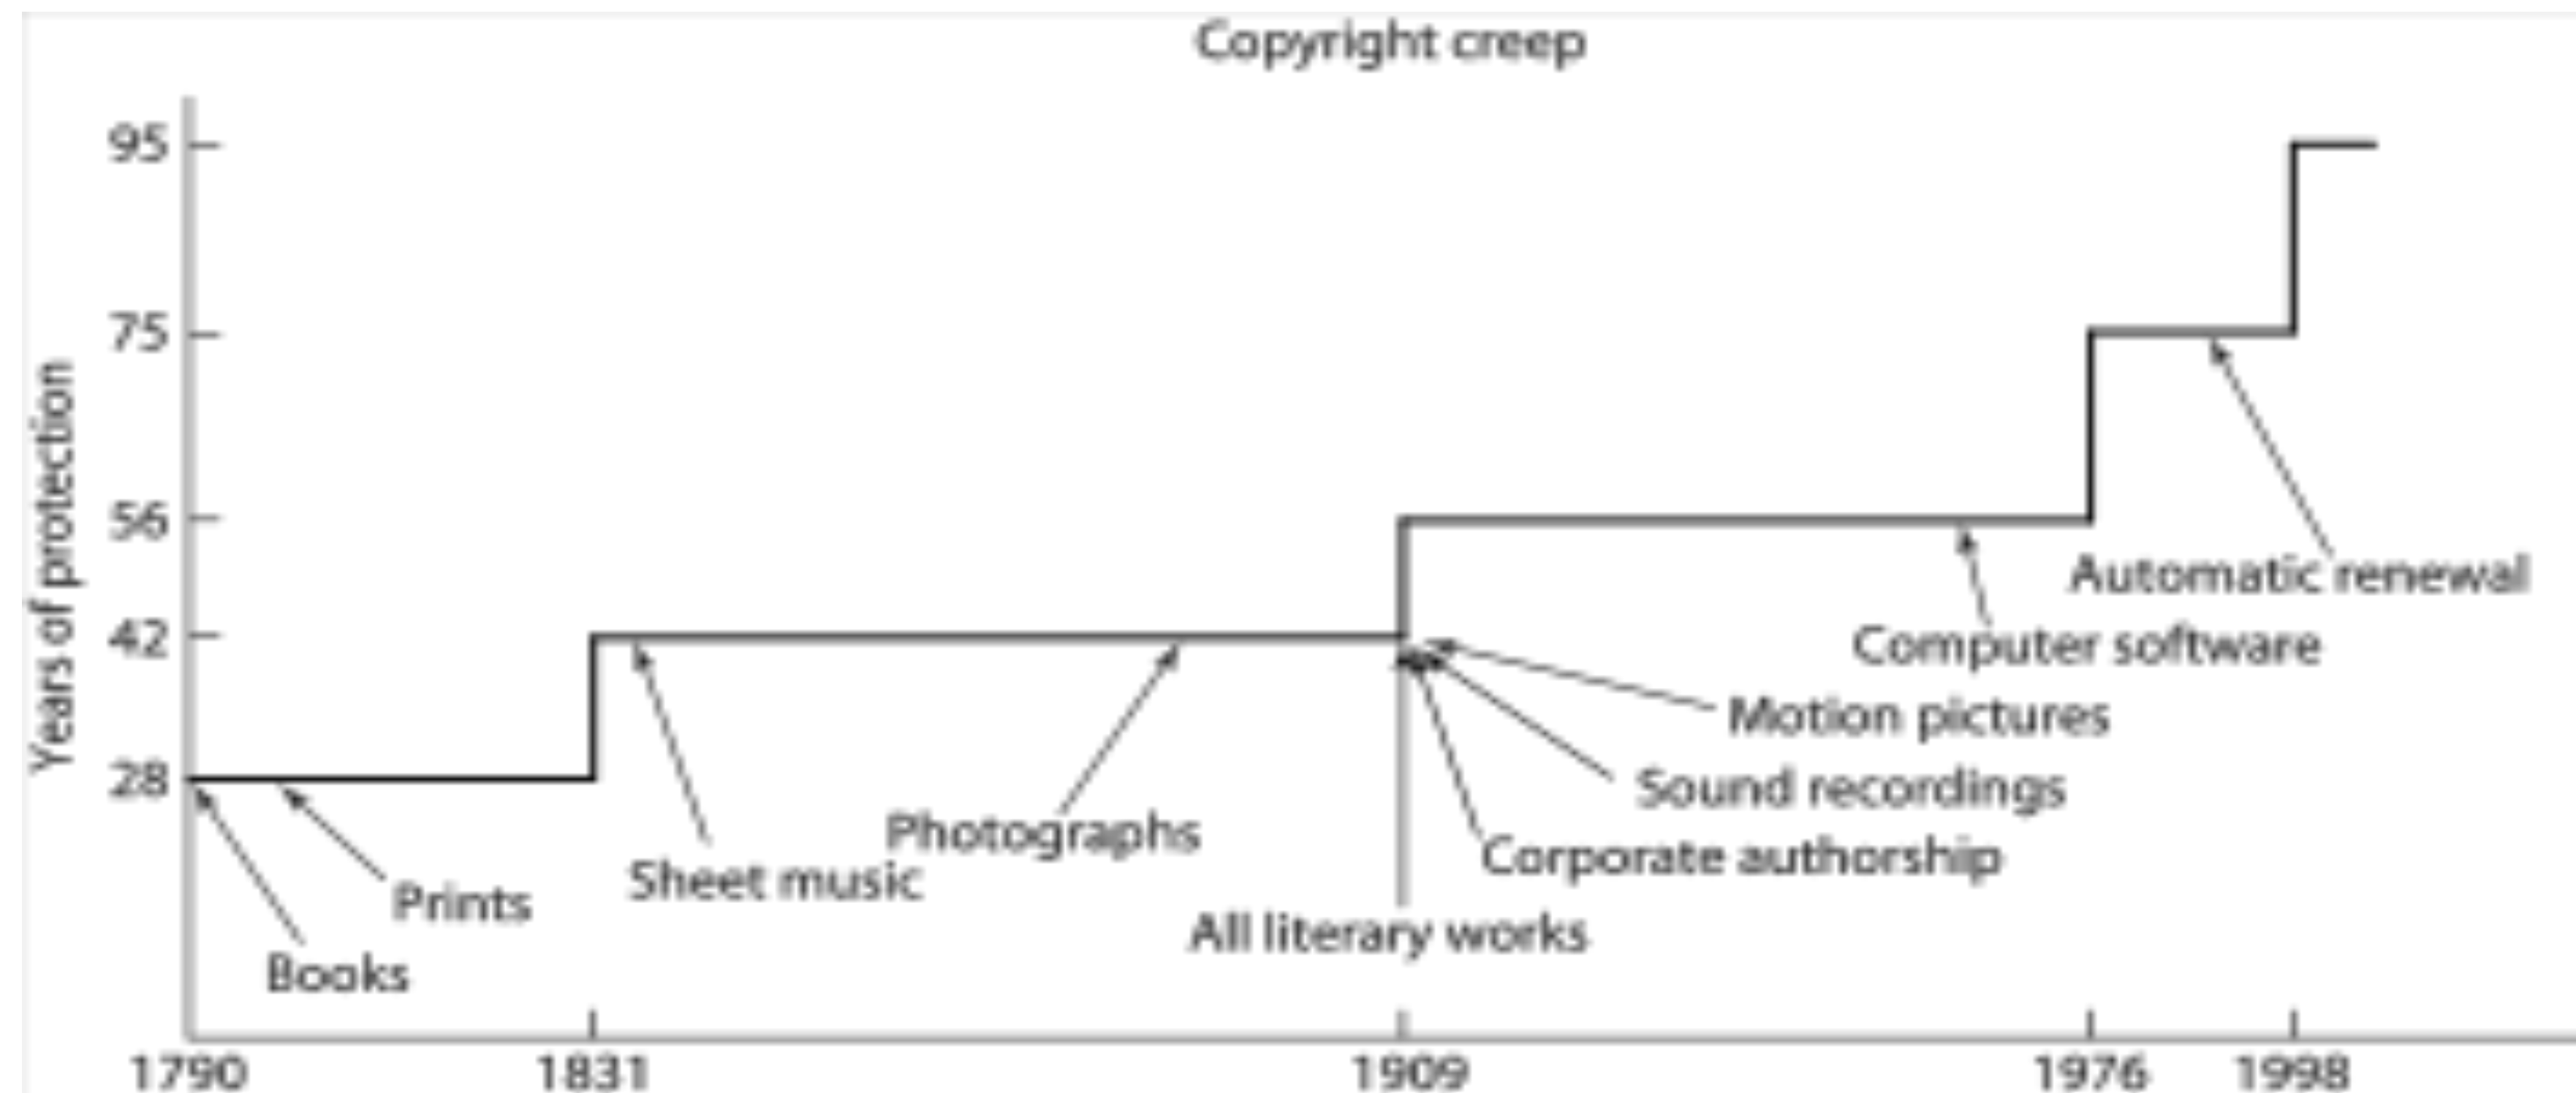 Copyright creep
Years of protection
95
75
56
42
28
Automatic renewal
Computer software
Motion pictures
Sound recordings
Photographs
Corporate authorship
Sheet music
Prints
All literary works
Books
1790 1831 1909 1976 1998